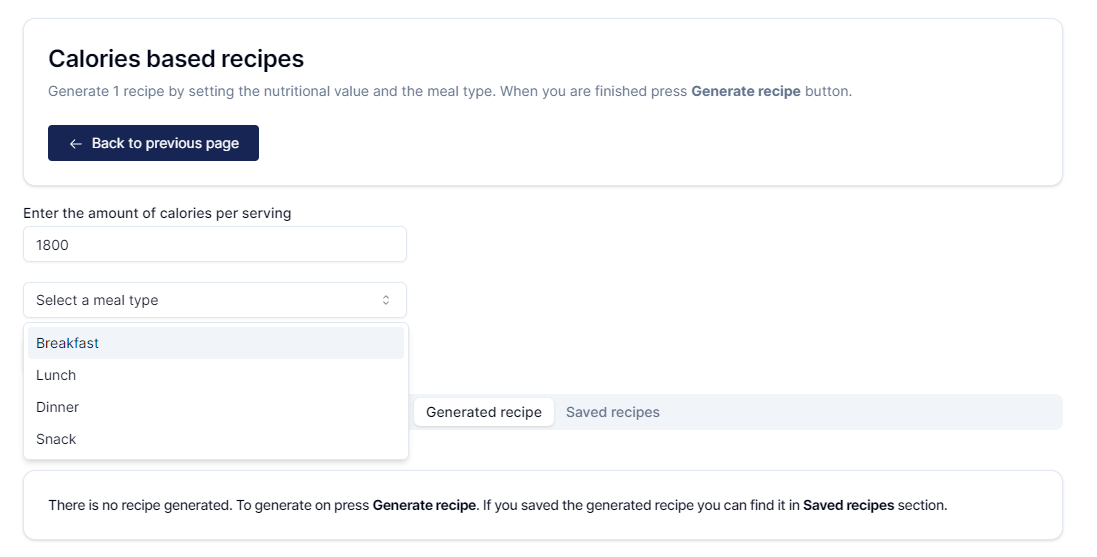 Calories based recipes
Generate 1 recipe by setting the nutritional value and the meal type. When you are finished press Generate recipe button.
← Back to previous page
Enter the amount of calories per serving
1800
Select a meal type
Breakfast
Lunch
Dinner
Snack
Generated recipe Saved recipes
There is no recipe generated. To generate on press Generate recipe. If you saved the generated recipe you can find it in Saved recipes section.